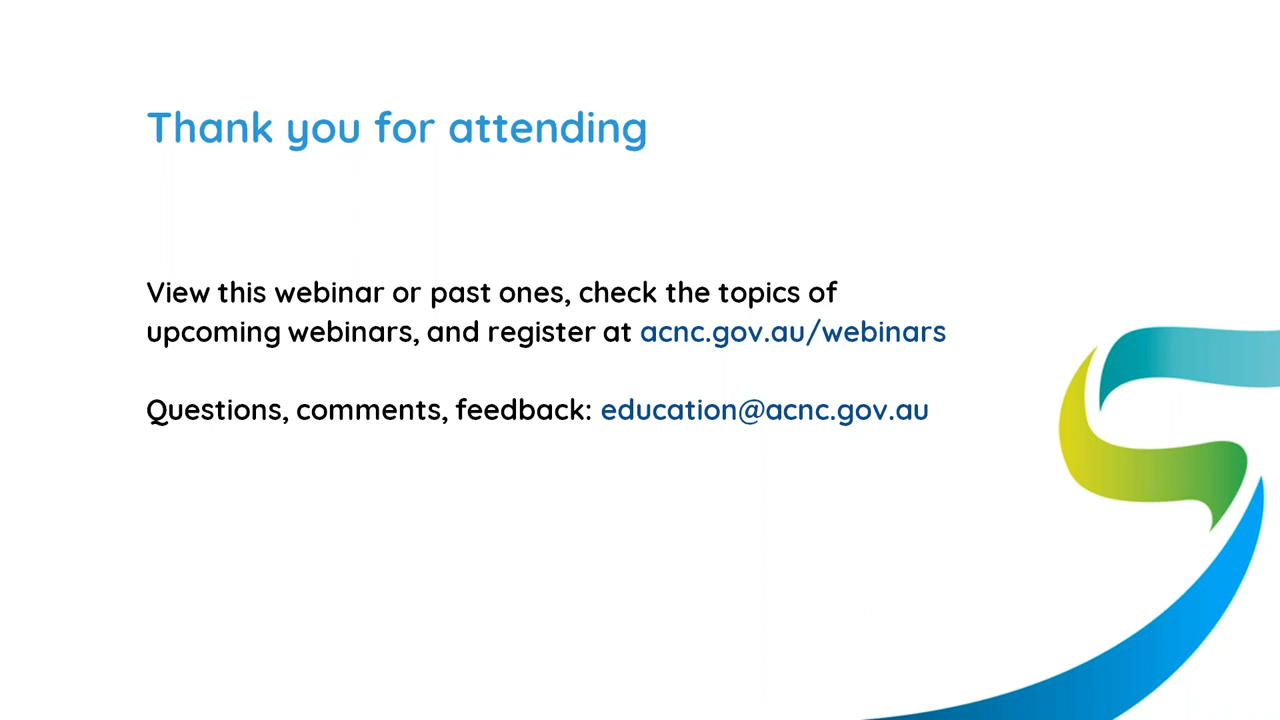 Thank you for attending
View this webinar or past ones, check the topics of
upcoming webinars, and register at acnc.gov.au/webinars
Questions, comments, feedback: education@acnc.gov.au